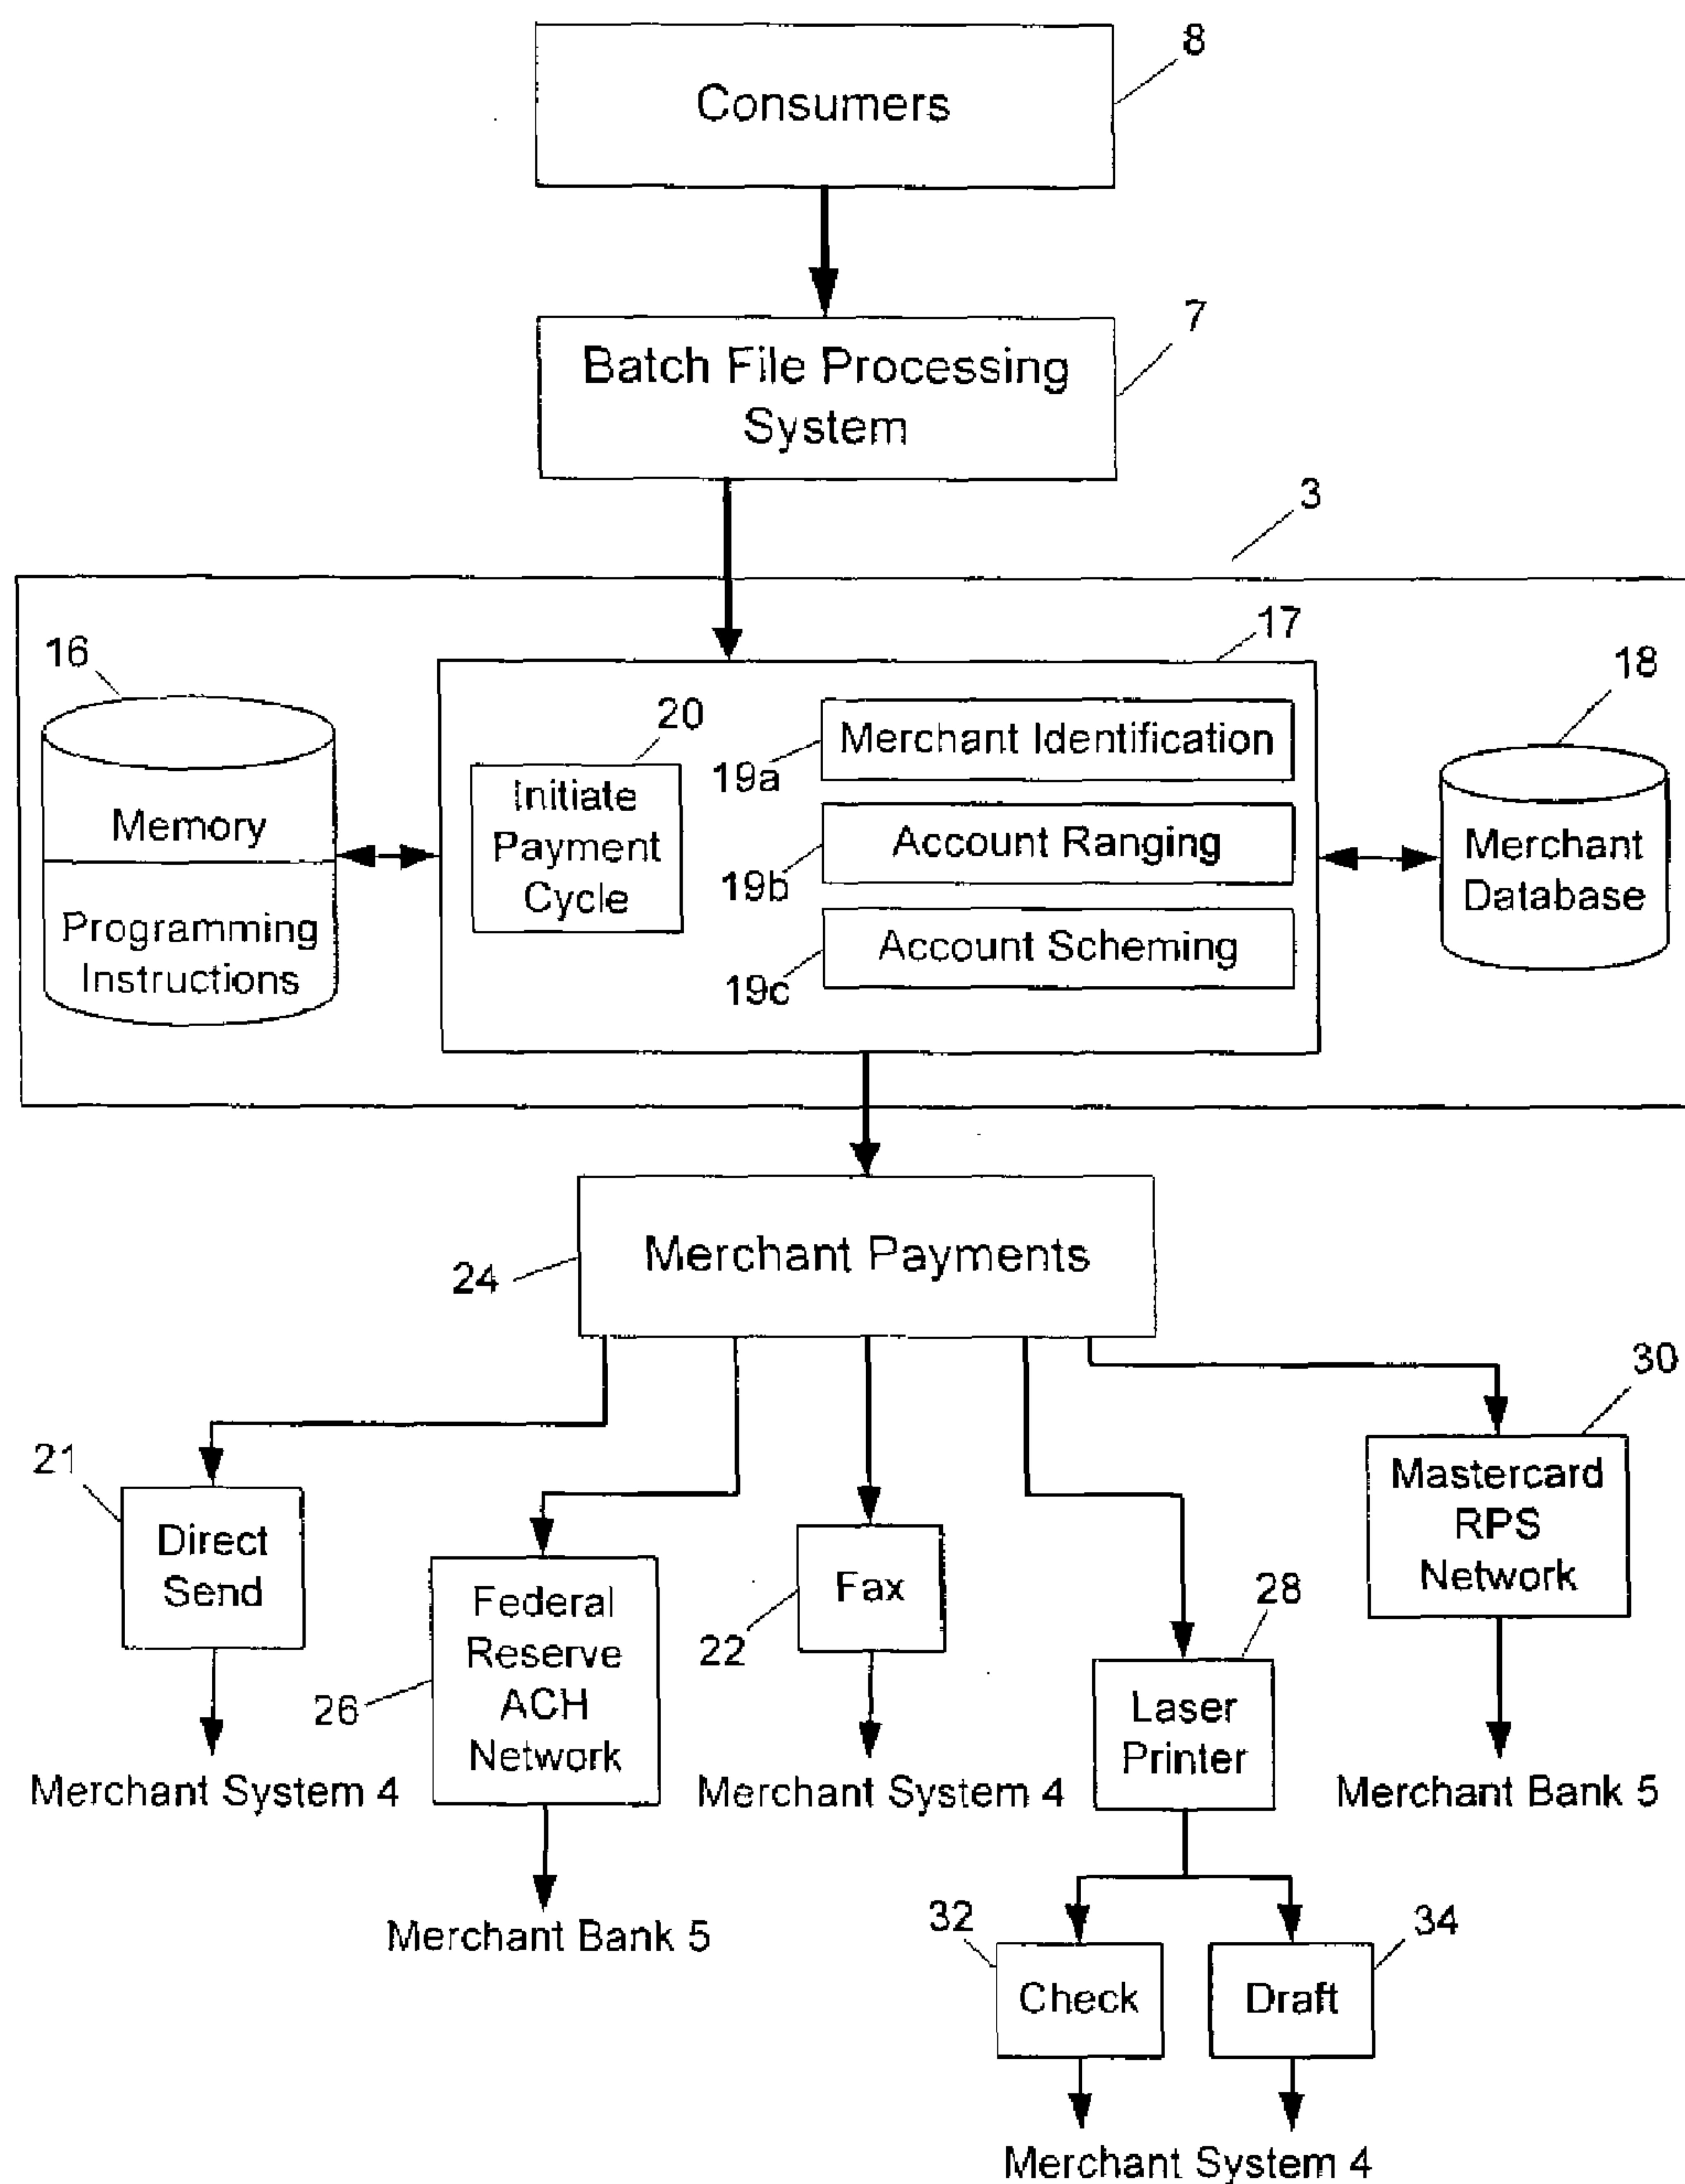 8
Consumers
7
Batch File Processing
System
3
17
16
18
20
Merchant Identification
19a
Initiate
Payment
Cycle
Memory
Account Ranging
19b
Merchant
Database
Programming
Instructions
Account Scheming
19c
Merchant Payments
24
30
21
Direct
Send
Mastercard
RPS
Network
Federal
Reserve
ACH
Network
26
Fax
22
28
Laser
Printer
Merchant System 4
Merchant System 4
Merchant Bank 5
Merchant Bank 5
32
34
Check
Draft
Merchant System 4